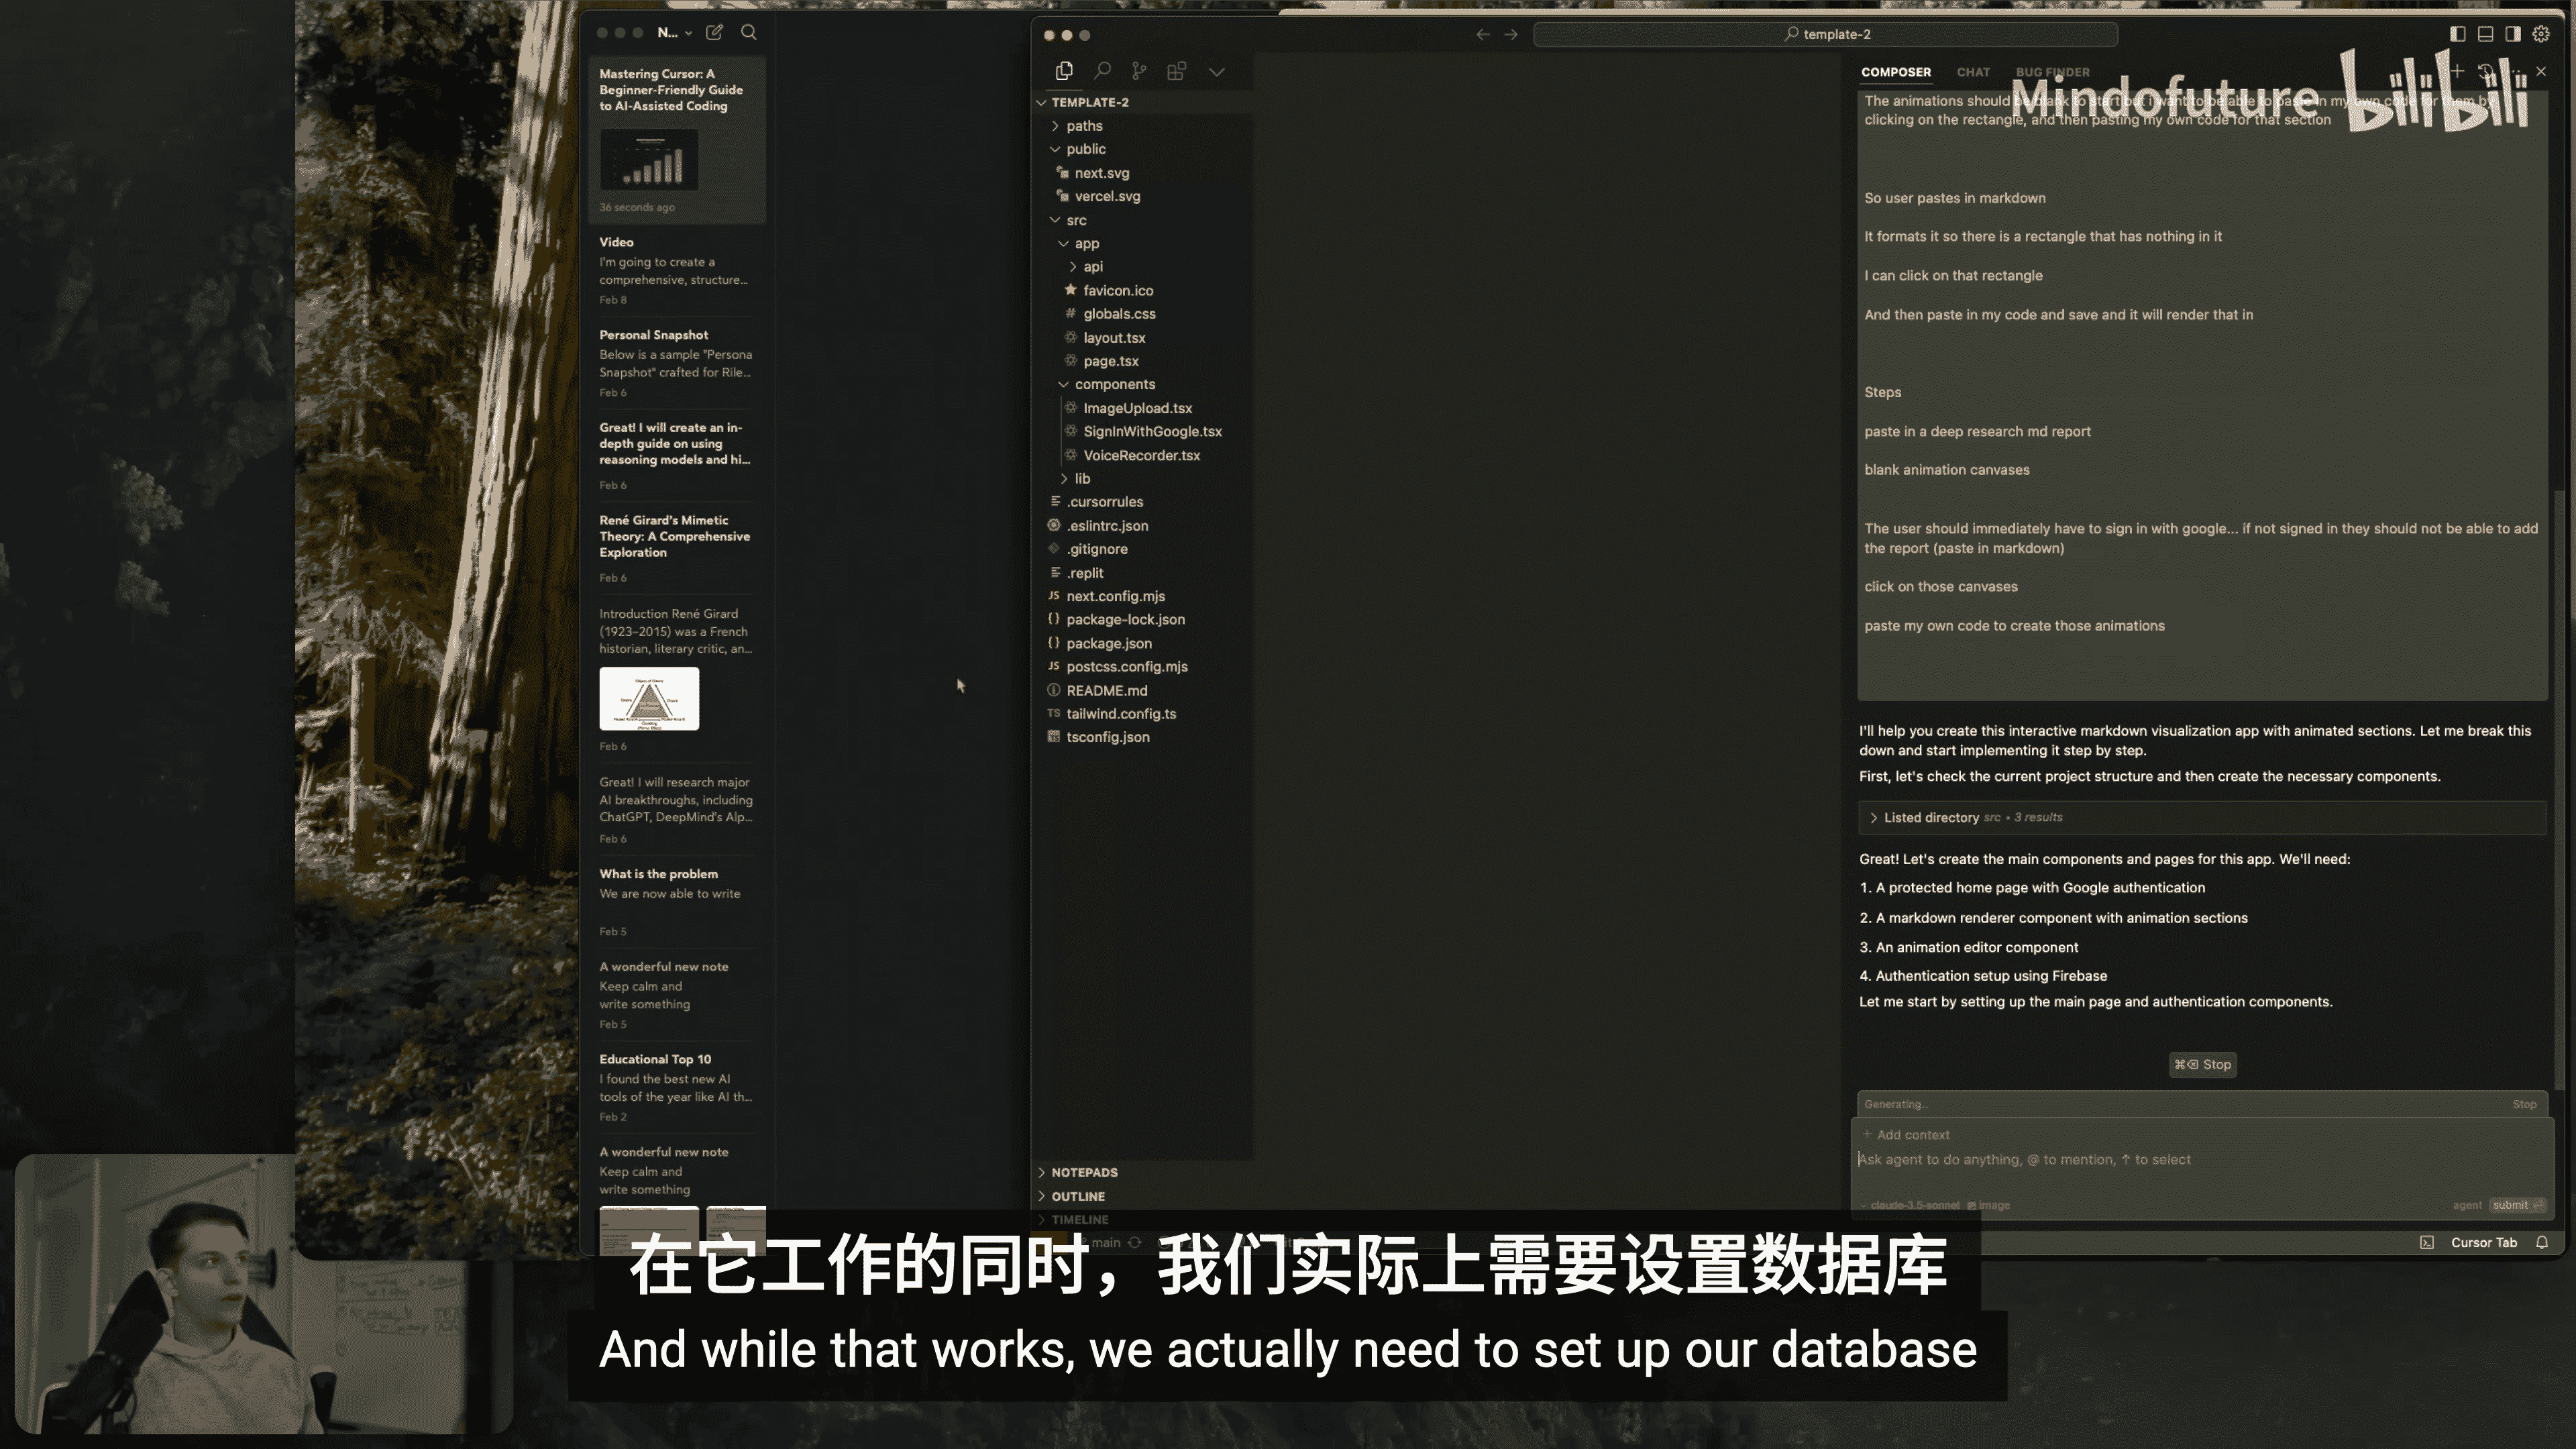 N...
Mastering Cursor: A
Beginner-Friendly Guide
to AI-Assisted Coding
36 seconds ago
Video
I'm going to create a
comprehensive, structure...
Feb 8
Personal Snapshot
Below is a sample "Persona
Snapshot" crafted for Rile...
Feb 6
Great! I will create an in-
depth guide on using
reasoning models and hi...
Feb 6
René Girard's Mimetic
Theory: A Comprehensive
Exploration
Feb 6
Introduction René Girard
(1923–2015) was a French
historian, literary critic, an...
Feb 6
Great! I will research major
AI breakthroughs, including
ChatGPT, DeepMind's Alp...
Feb 6
What is the problem
We are now able to write
Feb 5
A wonderful new note
Keep calm and
write something
Feb 5
Educational Top 10
I found the best new AI
tools of the year like AI th...
Feb 2
A wonderful new note
Keep calm and
write something
template-2
TEMPLATE-2
paths
public
next.svg
vercel.svg
src
app
api
favicon.ico
globals.css
layout.tsx
page.tsx
components
ImageUpload.tsx
SignInWithGoogle.tsx
VoiceRecorder.tsx
lib
.cursorrules
.eslintrc.json
.gitignore
.replit
next.config.mjs
package-lock.json
package.json
postcss.config.mjs
README.md
tailwind.config.ts
tsconfig.json
NOTEPADS
OUTLINE
TIMELINE
main
COMPOSER CHAT BUG FINDER
Mindofuture bilibili
The animations should be blank to start but i want to be able to paste in my own code for them by
clicking on the rectangle, and then pasting my own code for that section
So user pastes in markdown
It formats it so there is a rectangle that has nothing in it
I can click on that rectangle
And then paste in my code and save and it will render that in
Steps
paste in a deep research md report
blank animation canvases
The user should immediately have to sign in with google... if not signed in they should not be able to add
the report (paste in markdown)
click on those canvases
paste my own code to create those animations
I'll help you create this interactive markdown visualization app with animated sections. Let me break this
down and start implementing it step by step.
First, let's check the current project structure and then create the necessary components.
Listed directory src • 3 results
Great! Let's create the main components and pages for this app. We'll need:
1. A protected home page with Google authentication
2. A markdown renderer component with animation sections
3. An animation editor component
4. Authentication setup using Firebase
Let me start by setting up the main page and authentication components.
⌘⌫ Stop
Generating.. Stop
+ Add context
Ask agent to do anything, @ to mention, ↑ to select
claude-3.5-sonnet image agent submit
Cursor Tab
在它工作的同时，我们实际上需要设置数据库
And while that works, we actually need to set up our database